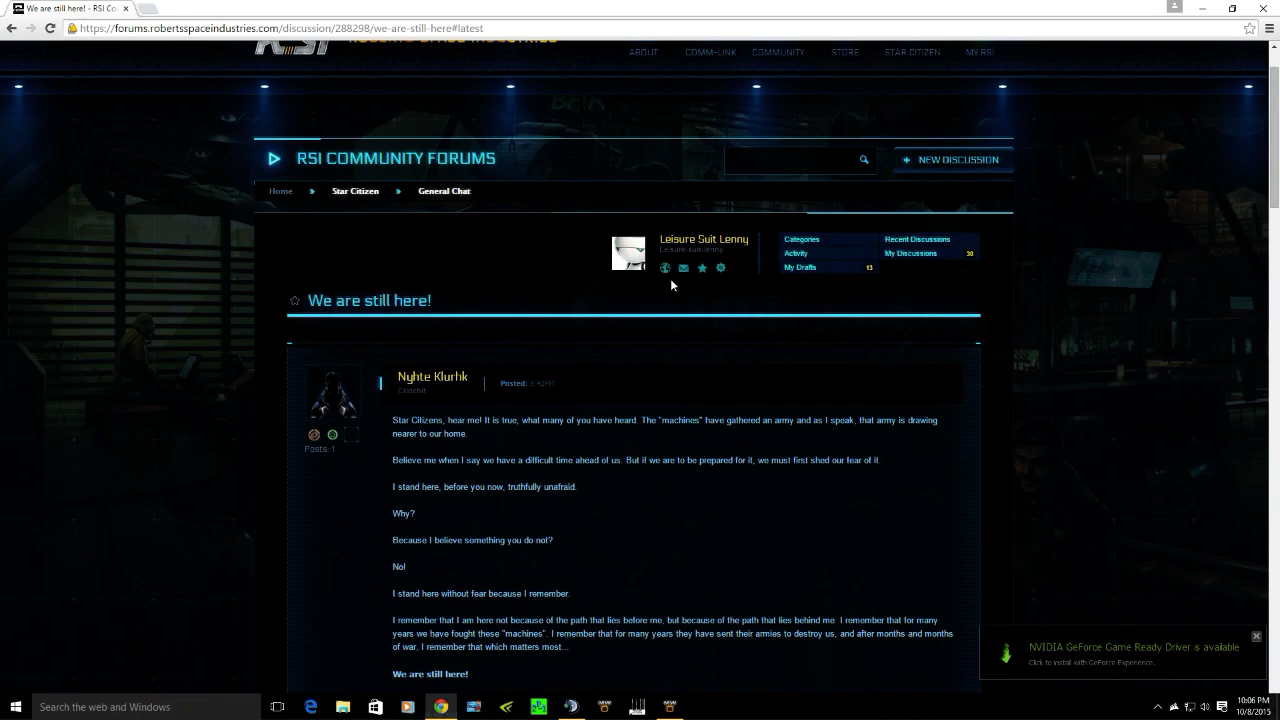 We are still here! - RSI Co
https://forums.robertsspaceindustries.com/discussion/288298/we-are-still-here#latest
RSI
ROBERTS SPACE INDUSTRIES
ABOUT COMM-LINK COMMUNITY STORE STAR CITIZEN MY RSI
RSI COMMUNITY FORUMS
+ NEW DISCUSSION
Home » Star Citizen » General Chat
Leisure Suit Lenny
Leisure-suit-lenny
Categories Recent Discussions
Activity My Discussions 30
My Drafts 13
We are still here!
Nyhte Klurhk
Posted: 5:42PM
Posts: 1
Star Citizens, hear me! It is true, what many of you have heard. The "machines" have gathered an army and as I speak, that army is drawing
nearer to our home.
Believe me when I say we have a difficult time ahead of us. But if we are to be prepared for it, we must first shed our fear of it.
I stand here, before you now, truthfully unafraid.
Why?
Because I believe something you do not?
No!
I stand here without fear because I remember.
I remember that I am here not because of the path that lies before me, but because of the path that lies behind me. I remember that for many
years we have fought these "machines". I remember that for many years they have sent their armies to destroy us, and after months and months
of war, I remember that which matters most...
We are still here!
NVIDIA GeForce Game Ready Driver is available
Click to install with GeForce Experience.
Search the web and Windows
10:06 PM
10/8/2015